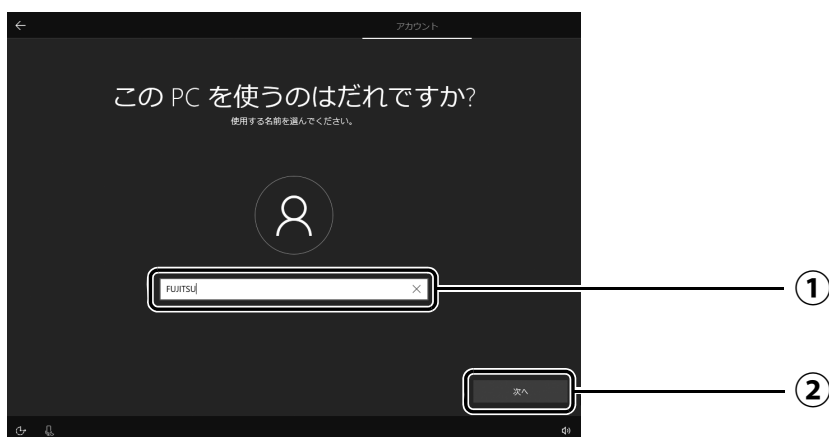 アカウント
この PC を使うのはだれですか?
使用する名前を選んでください。
FUJITSU
①
次へ
②